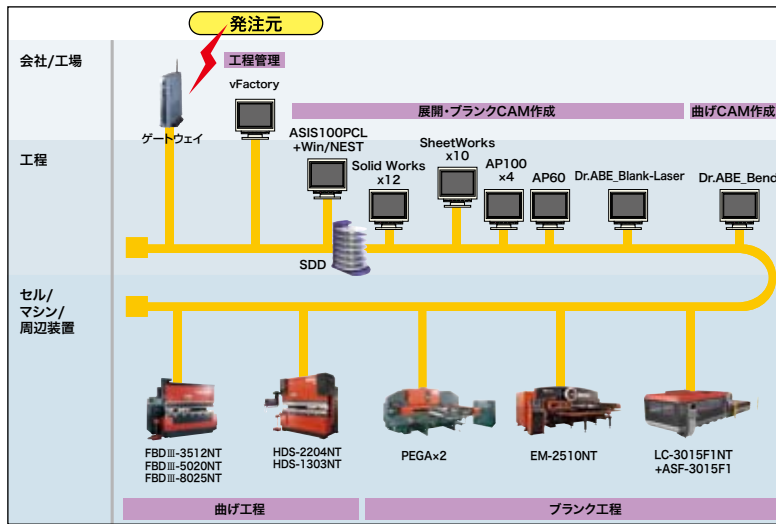 発注元
会社/工場
工程管理
vFactory
ゲートウェイ
展開・ブランクCAM作成
曲げCAM作成
工程
ASIS100PCL
+Win/NEST
Solid Works
x12
SheetWorks
x10
AP100
×4
AP60
Dr.ABE_Blank-Laser
Dr.ABE_Bend
SDD
セル/
マシン/
周辺装置
FBDⅢ-3512NT
FBDⅢ-5020NT
FBDⅢ-8025NT
HDS-2204NT
HDS-1303NT
PEGA×2
EM-2510NT
LC-3015F1NT
+ASF-3015F1
曲げ工程
ブランク工程